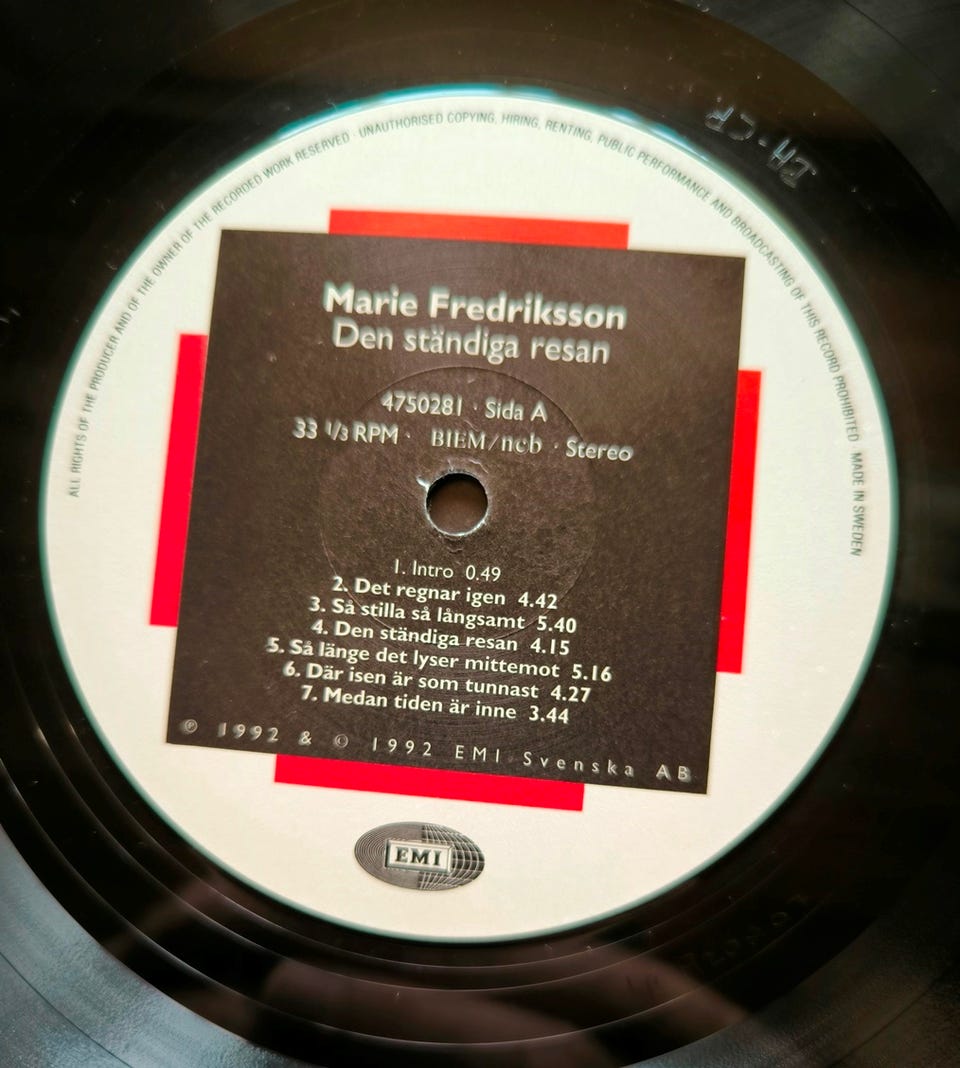 ALL RIGHTS OF THE PRODUCER AND OF THE OWNER OF THE RECORDED WORK RESERVED · UNAUTHORISED COPYING, HIRING, RENTING, PUBLIC PERFORMANCE AND BROADCASTING OF THIS RECORD PROHIBITED MADE IN SWEDEN
Marie Fredriksson
Den ständiga resan
4750281 · Sida A
33 1/3 RPM · BIEM/ncb · Stereo
1. Intro 0.49
2. Det regnar igen 4.42
3. Så stilla så långsamt 5.40
4. Den ständiga resan 4.15
5. Så länge det lyser mittemot 5.16
6. Där isen är som tunnast 4.27
7. Medan tiden är inne 3.44
℗ 1992 & © 1992 EMI Svenska AB
EMI